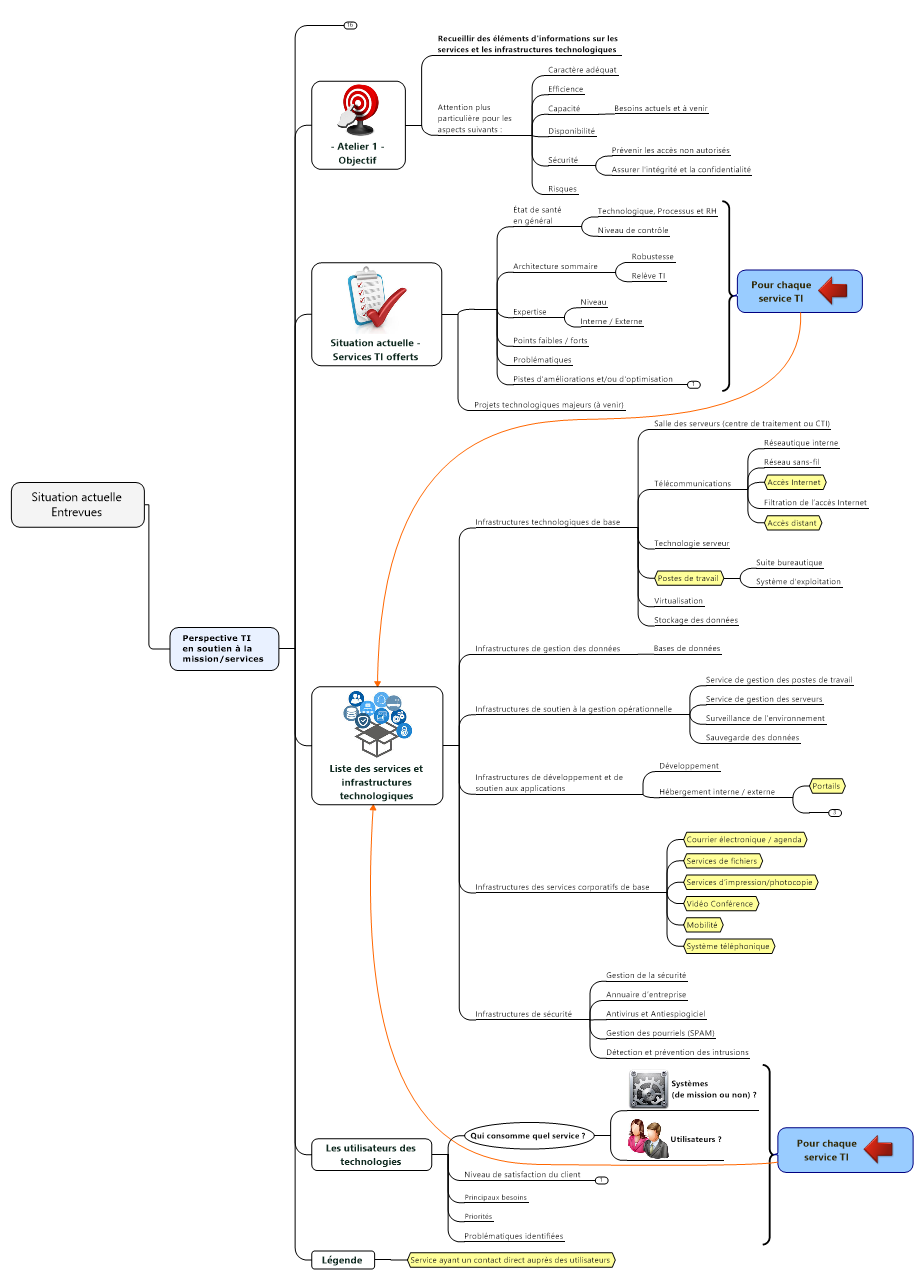 16
Recueillir des éléments d'informations sur les
services et les infrastructures technologiques
- Atelier 1 -
Objectif
Attention plus
particulière pour les
aspects suivants :
Caractère adéquat
Efficience
Capacité
Besoins actuels et à venir
Disponibilité
Sécurité
Prévenir les accès non autorisés
Assurer l'intégrité et la confidentialité
Risques
Situation actuelle -
Services TI offerts
État de santé
en général
Technologique, Processus et RH
Niveau de contrôle
Architecture sommaire
Robustesse
Relève TI
Expertise
Niveau
Interne / Externe
Points faibles / forts
Problématiques
Pistes d'améliorations et/ou d'optimisation
1
Projets technologiques majeurs (à venir)
Pour chaque
service TI
Situation actuelle
Entrevues
Perspective TI
en soutien à la
mission/services
Liste des services et
infrastructures
technologiques
Infrastructures technologiques de base
Salle des serveurs (centre de traitement ou CTI)
Télécommunications
Réseautique interne
Réseau sans-fil
Accès Internet
Filtration de l'accès Internet
Accès distant
Technologie serveur
Postes de travail
Suite bureautique
Système d'exploitation
Virtualisation
Stockage des données
Infrastructures de gestion des données
Bases de données
Infrastructures de soutien à la gestion opérationnelle
Service de gestion des postes de travail
Service de gestion des serveurs
Surveillance de l'environnement
Sauvegarde des données
Infrastructures de développement et de
soutien aux applications
Développement
Hébergement interne / externe
Portails
3
Infrastructures des services corporatifs de base
Courrier électronique / agenda
Services de fichiers
Services d'impression/photocopie
Vidéo Conférence
Mobilité
Système téléphonique
Infrastructures de sécurité
Gestion de la sécurité
Annuaire d'entreprise
Antivirus et Antiespiogiciel
Gestion des pourriels (SPAM)
Détection et prévention des intrusions
Les utilisateurs des
technologies
Qui consomme quel service ?
Systèmes
(de mission ou non) ?
Utilisateurs ?
Niveau de satisfaction du client
1
Principaux besoins
Priorités
Problématiques identifiées
Pour chaque
service TI
Légende
Service ayant un contact direct auprès des utilisateurs